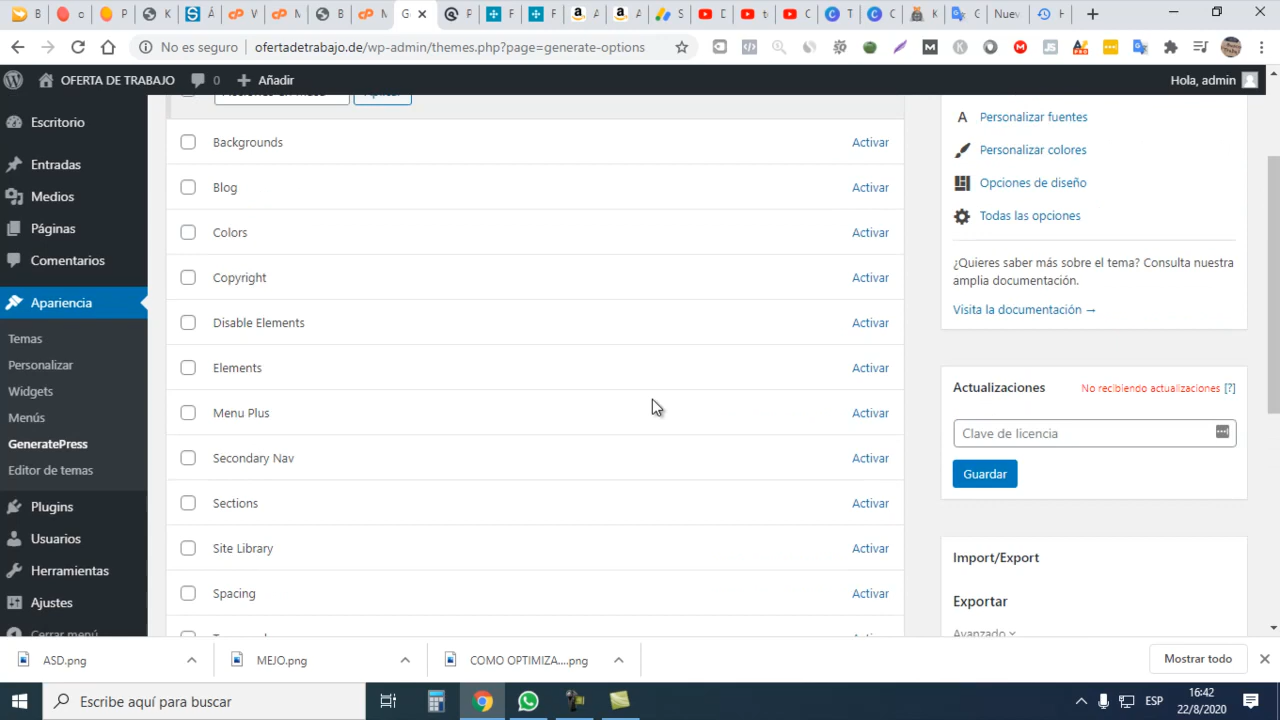 No es seguro
ofertadetrabajo.de/wp-admin/themes.php?page=generate-options
OFERTA DE TRABAJO
0
Añadir
Hola, admin
Escritorio
Entradas
Medios
Páginas
Comentarios
Apariencia
Temas
Personalizar
Widgets
Menús
GeneratePress
Editor de temas
Plugins
Usuarios
Herramientas
Ajustes
Cerrar menú
Backgrounds Activar
Blog Activar
Colors Activar
Copyright Activar
Disable Elements Activar
Elements Activar
Menu Plus Activar
Secondary Nav Activar
Sections Activar
Site Library Activar
Spacing Activar
Personalizar fuentes
Personalizar colores
Opciones de diseño
Todas las opciones
¿Quieres saber más sobre el tema? Consulta nuestra
amplia documentación.
Visita la documentación →
Actualizaciones No recibiendo actualizaciones [?]
Clave de licencia
Guardar
Import/Export
Exportar
Avanzado
ASD.png
MEJO.png
COMO OPTIMIZA....png
Mostrar todo
Escribe aquí para buscar
ESP
16:42
22/8/2020